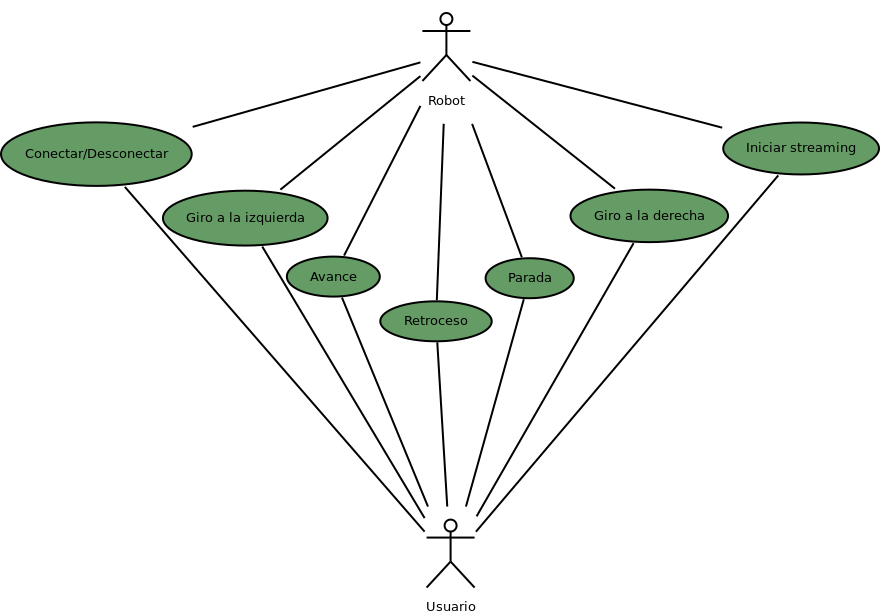 Robot
Conectar/Desconectar
Iniciar streaming
Giro a la izquierda
Giro a la derecha
Avance
Parada
Retroceso
Usuario